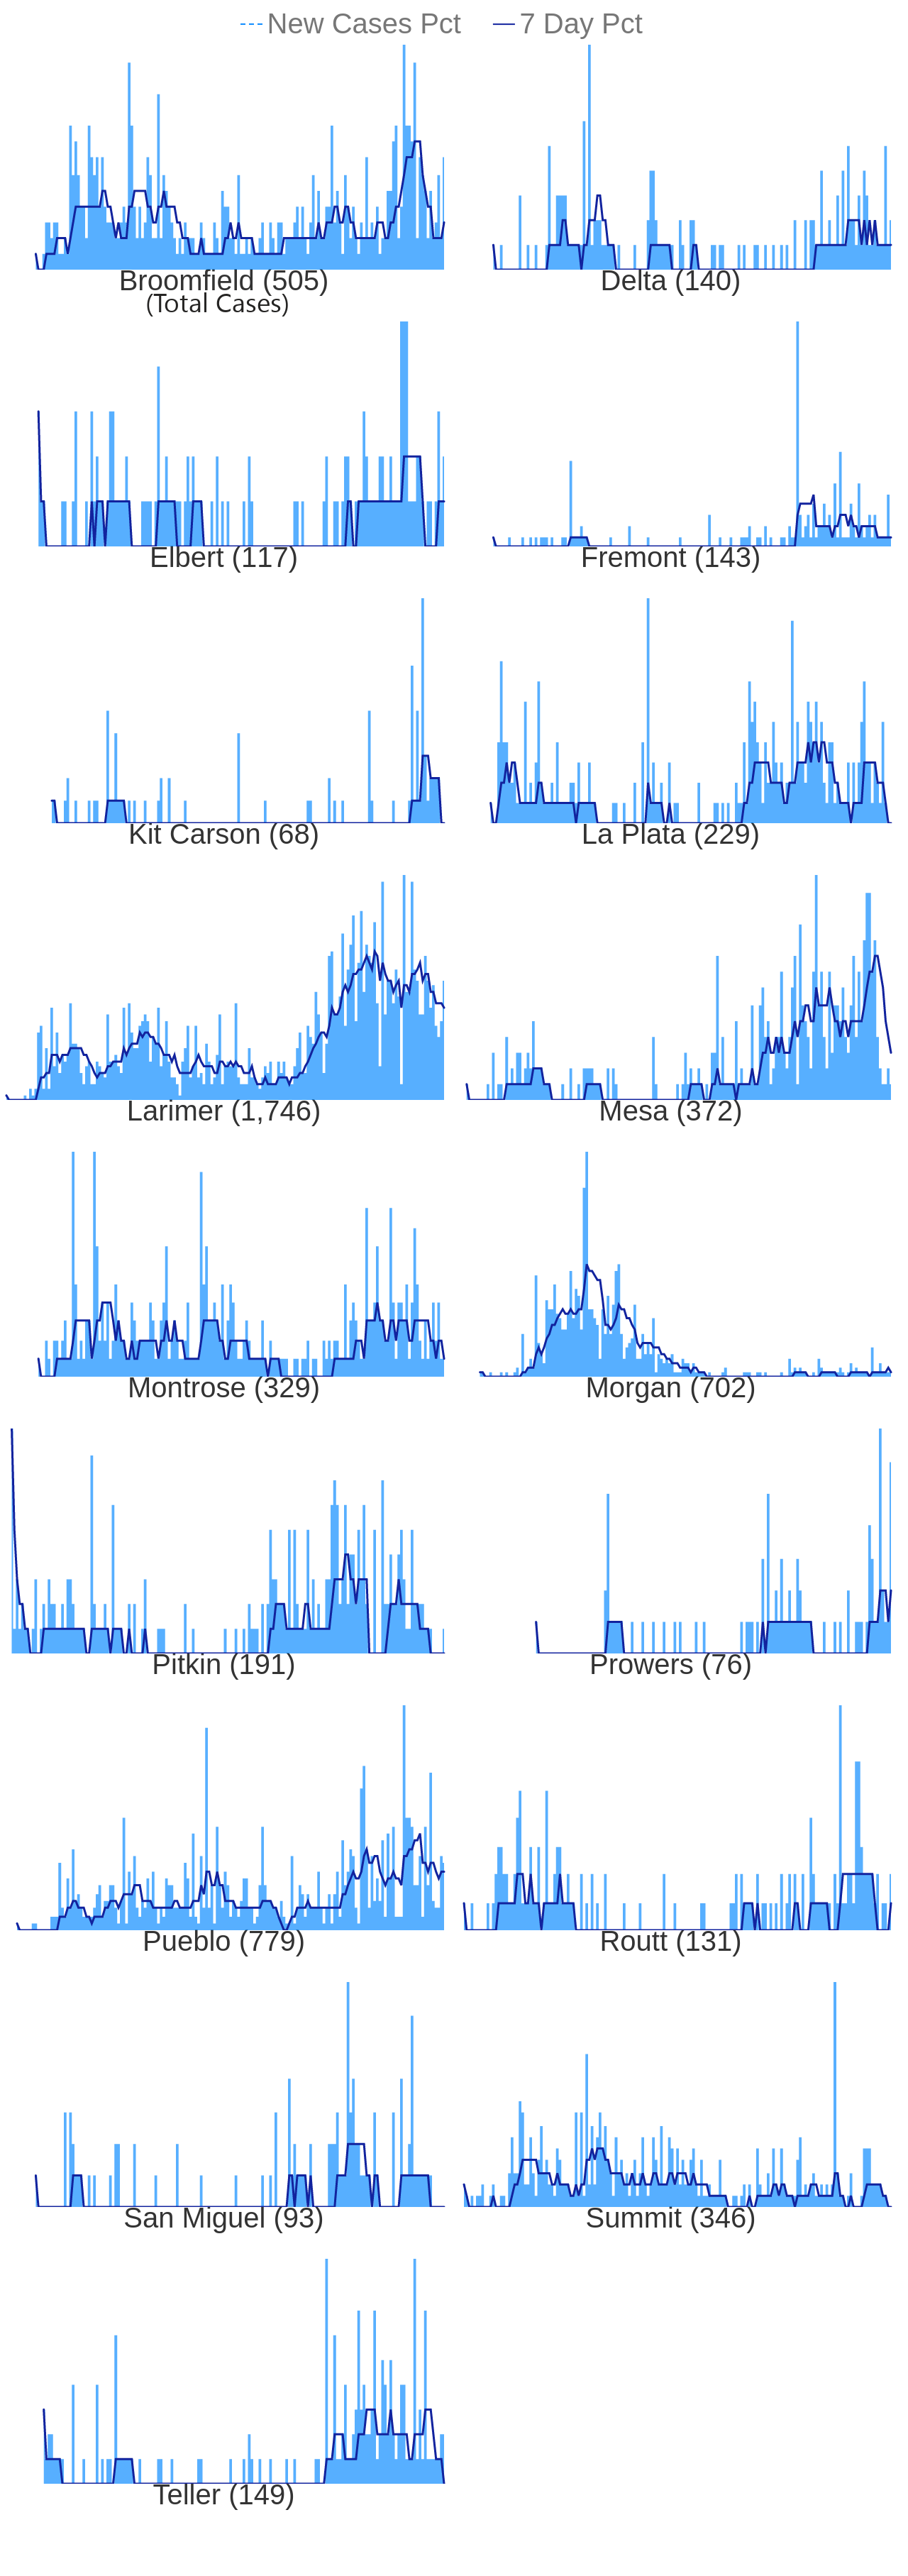 New Cases Pct 7 Day Pct
Broomfield (505) Delta (140)
(Total Cases)
Elbert (117) Fremont (143)
Kit Carson (68) La Plata (229)
Larimer (1,746) Mesa (372)
Montrose (329) Morgan (702)
Pitkin (191) Prowers (76)
Pueblo (779) Routt (131)
San Miguel (93) Summit (346)
Teller (149)